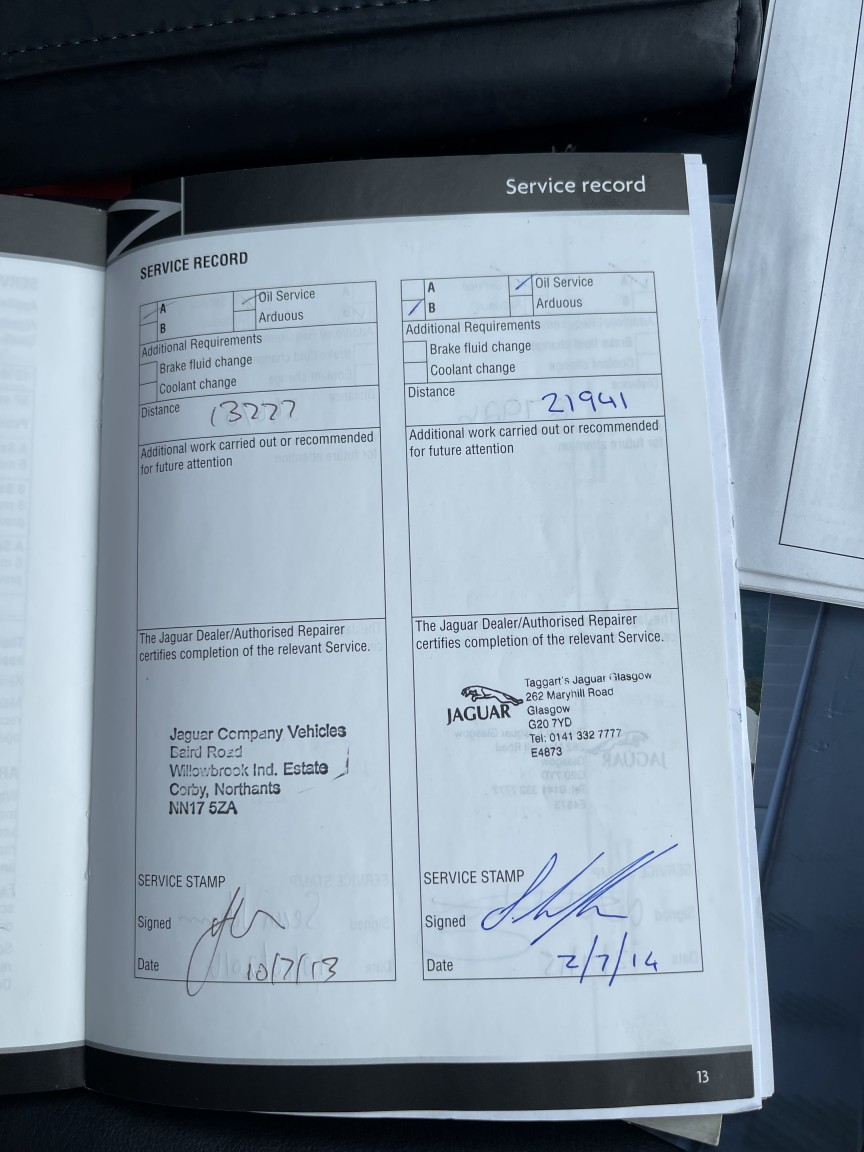 Service record
SERVICE RECORD
A
Oil Service
B
Arduous
Additional Requirements
Brake fluid change
Coolant change
Distance 13277
Additional work carried out or recommended
for future attention
The Jaguar Dealer/Authorised Repairer
certifies completion of the relevant Service.
Jaguar Company Vehicles
Baird Road
Willowbrook Ind. Estate
Corby, Northants
NN17 5ZA
SERVICE STAMP
Signed
Date 10/7/13
A
Oil Service
B
Arduous
Additional Requirements
Brake fluid change
Coolant change
Distance 21941
Additional work carried out or recommended
for future attention
The Jaguar Dealer/Authorised Repairer
certifies completion of the relevant Service.
JAGUAR
Taggart's Jaguar Glasgow
262 Maryhill Road
Glasgow
G20 7YD
Tel: 0141 332 7777
E4873
SERVICE STAMP
Signed
Date 2/7/14
13